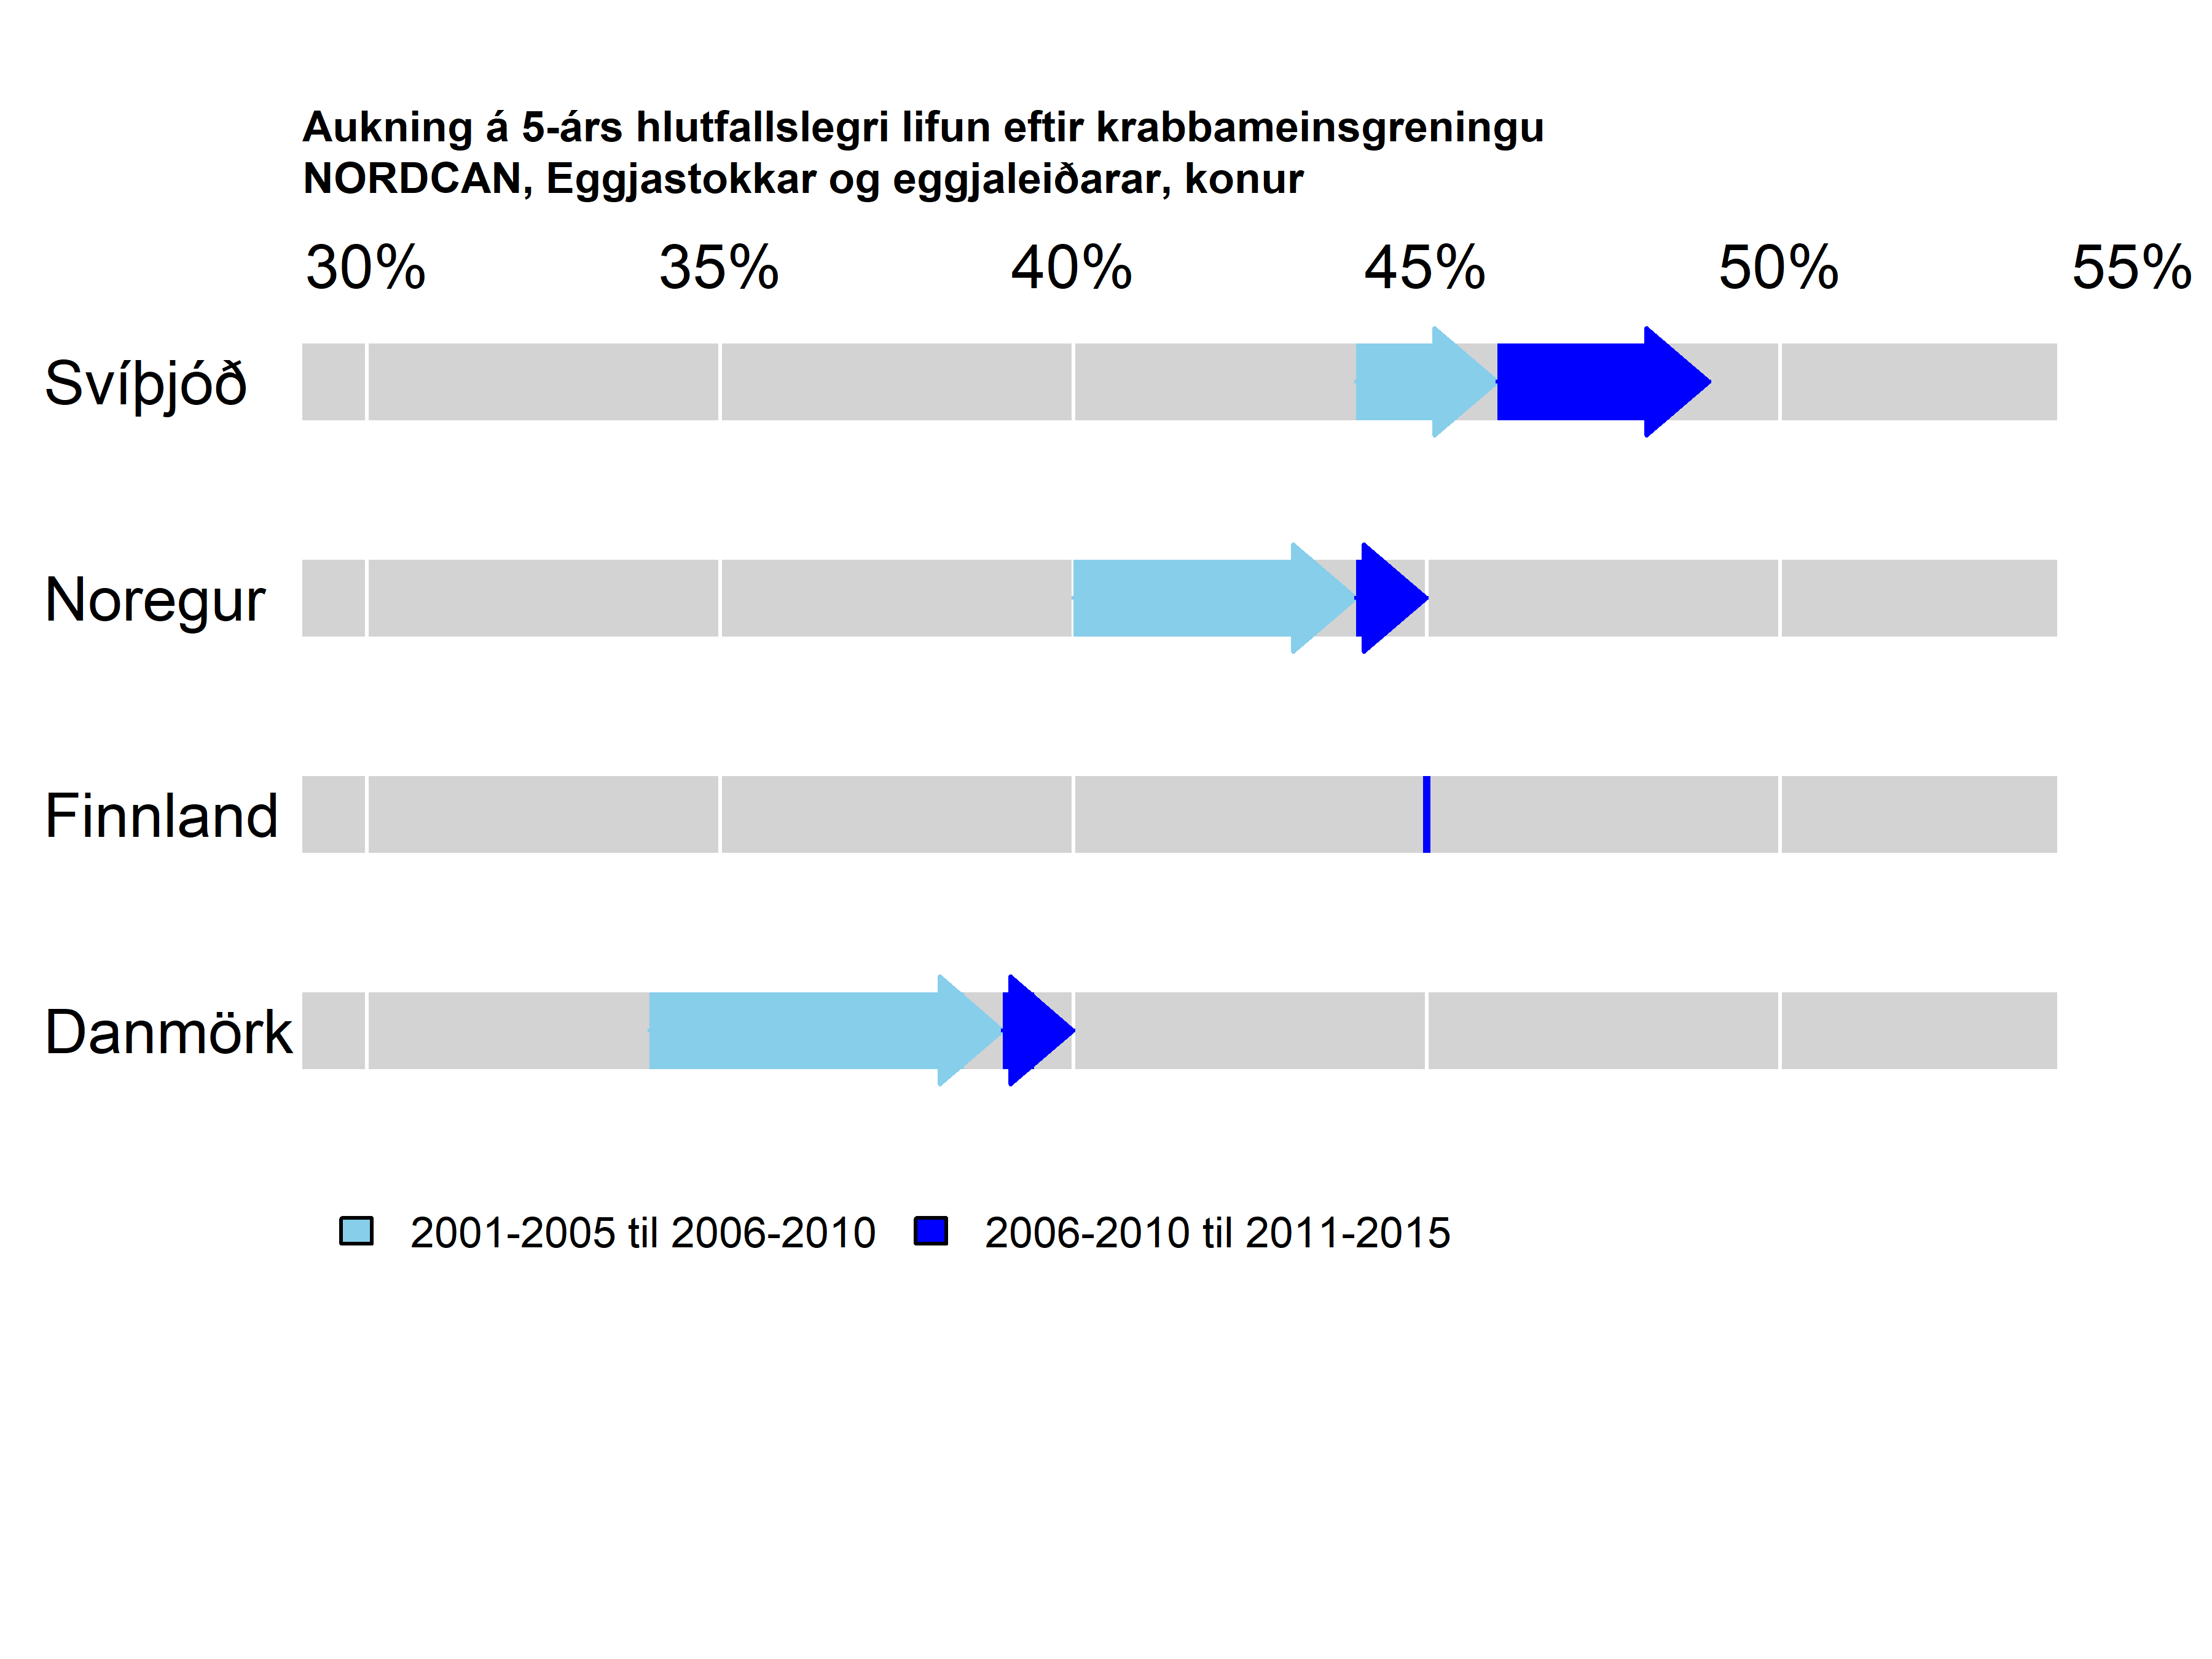 Aukning á 5-árs hlutfallslegri lifun eftir krabbameinsgreningu
NORDCAN, Eggjastokkar og eggjaleiðarar, konur
30% 35% 40% 45% 50% 55%
Svíþjóð
Noregur
Finnland
Danmörk
2001-2005 til 2006-2010 2006-2010 til 2011-2015